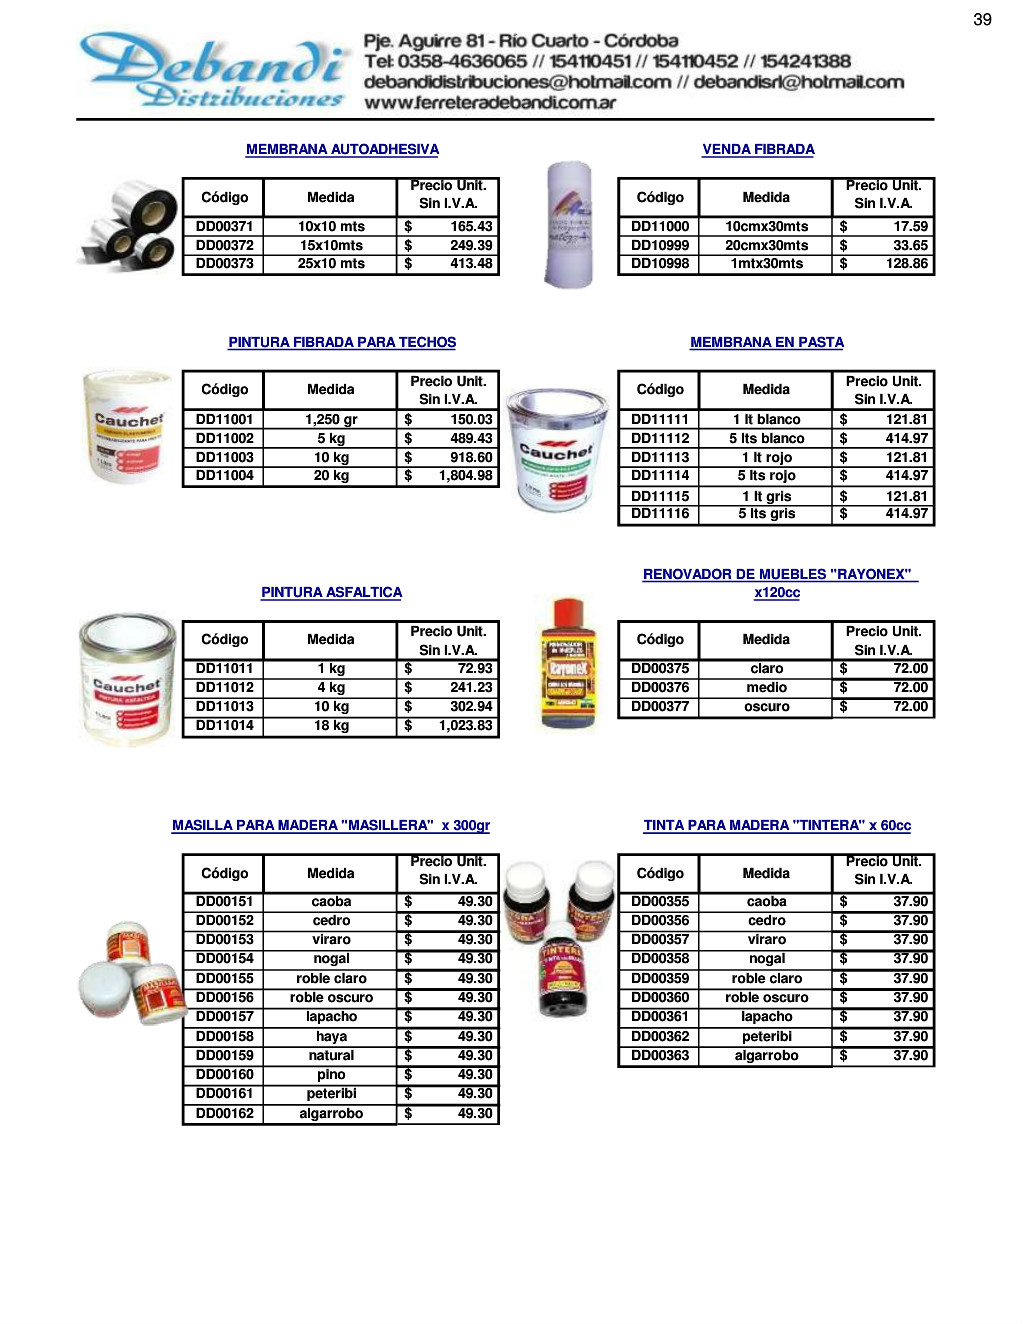 39
Debandi
Distribuciones
Pje. Aguirre 81 - Río Cuarto - Córdoba
Tel: 0358-4636065 // 154110451 // 154110452 // 154241388
debandidistribuciones@hotmail.com // debandisrl@hotmail.com
www.ferreteradebandi.com.ar
MEMBRANA AUTOADHESIVA
Código Medida Precio Unit. Sin I.V.A.
DD00371 10x10 mts $ 165.43
DD00372 15x10mts $ 249.39
DD00373 25x10 mts $ 413.48
VENDA FIBRADA
Código Medida Precio Unit. Sin I.V.A.
DD11000 10cmx30mts $ 17.59
DD10999 20cmx30mts $ 33.65
DD10998 1mtx30mts $ 128.86
PINTURA FIBRADA PARA TECHOS
Cauchet
Código Medida Precio Unit. Sin I.V.A.
DD11001 1,250 gr $ 150.03
DD11002 5 kg $ 489.43
DD11003 10 kg $ 918.60
DD11004 20 kg $ 1,804.98
MEMBRANA EN PASTA
Cauchet
Código Medida Precio Unit. Sin I.V.A.
DD11111 1 lt blanco $ 121.81
DD11112 5 lts blanco $ 414.97
DD11113 1 lt rojo $ 121.81
DD11114 5 lts rojo $ 414.97
DD11115 1 lt gris $ 121.81
DD11116 5 lts gris $ 414.97
PINTURA ASFALTICA
Cauchet
PINTURA ASFALTICA
Código Medida Precio Unit. Sin I.V.A.
DD11011 1 kg $ 72.93
DD11012 4 kg $ 241.23
DD11013 10 kg $ 302.94
DD11014 18 kg $ 1,023.83
RENOVADOR DE MUEBLES "RAYONEX"
x120cc
RENOVADOR
Rayonex
Código Medida Precio Unit. Sin I.V.A.
DD00375 claro $ 72.00
DD00376 medio $ 72.00
DD00377 oscuro $ 72.00
MASILLA PARA MADERA "MASILLERA" x 300gr
Código Medida Precio Unit. Sin I.V.A.
DD00151 caoba $ 49.30
DD00152 cedro $ 49.30
DD00153 viraro $ 49.30
DD00154 nogal $ 49.30
DD00155 roble claro $ 49.30
DD00156 roble oscuro $ 49.30
DD00157 lapacho $ 49.30
DD00158 haya $ 49.30
DD00159 natural $ 49.30
DD00160 pino $ 49.30
DD00161 peteribi $ 49.30
DD00162 algarrobo $ 49.30
TINTA PARA MADERA "TINTERA" x 60cc
Código Medida Precio Unit. Sin I.V.A.
DD00355 caoba $ 37.90
DD00356 cedro $ 37.90
DD00357 viraro $ 37.90
DD00358 nogal $ 37.90
DD00359 roble claro $ 37.90
DD00360 roble oscuro $ 37.90
DD00361 lapacho $ 37.90
DD00362 peteribi $ 37.90
DD00363 algarrobo $ 37.90